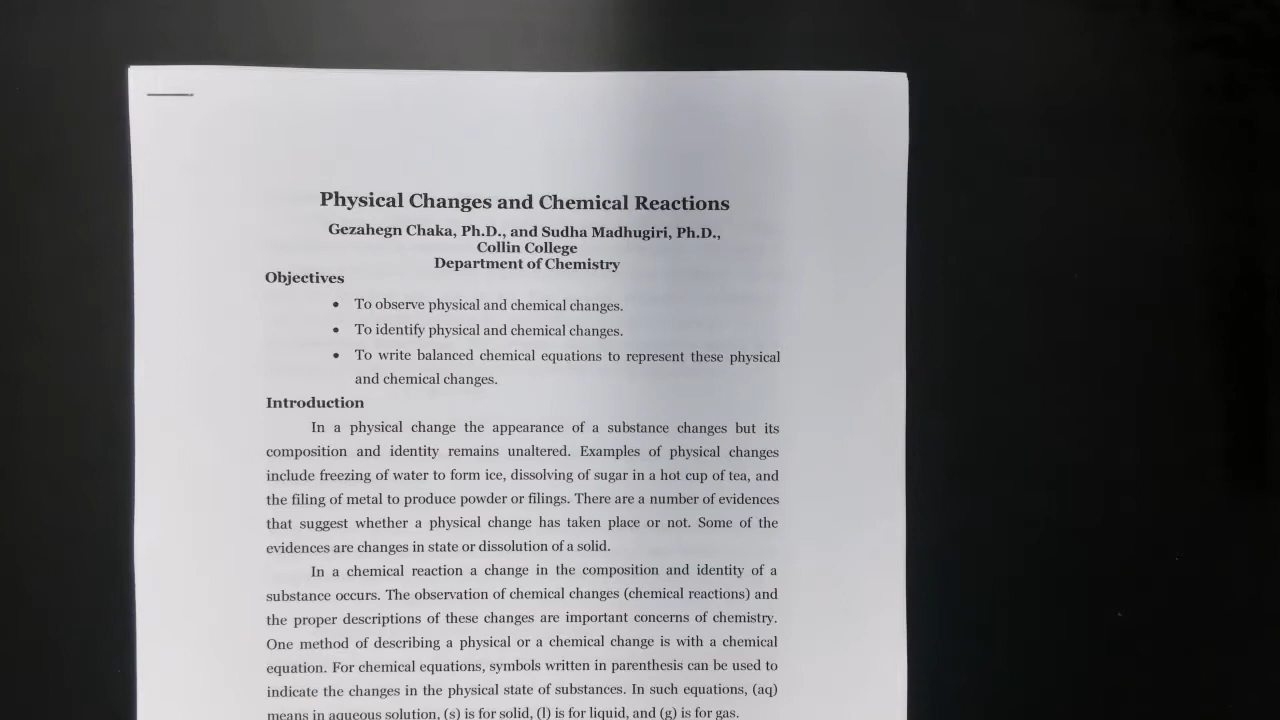 Physical Changes and Chemical Reactions
Gezahegn Chaka, Ph.D., and Sudha Madhugiri, Ph.D.,
Collin College
Department of Chemistry
Objectives
• To observe physical and chemical changes.
• To identify physical and chemical changes.
• To write balanced chemical equations to represent these physical
and chemical changes.
Introduction
In a physical change the appearance of a substance changes but its
composition and identity remains unaltered. Examples of physical changes
include freezing of water to form ice, dissolving of sugar in a hot cup of tea, and
the filing of metal to produce powder or filings. There are a number of evidences
that suggest whether a physical change has taken place or not. Some of the
evidences are changes in state or dissolution of a solid.
In a chemical reaction a change in the composition and identity of a
substance occurs. The observation of chemical changes (chemical reactions) and
the proper descriptions of these changes are important concerns of chemistry.
One method of describing a physical or a chemical change is with a chemical
equation. For chemical equations, symbols written in parenthesis can be used to
indicate the changes in the physical state of substances. In such equations, (aq)
means in aqueous solution, (s) is for solid, (l) is for liquid, and (g) is for gas.